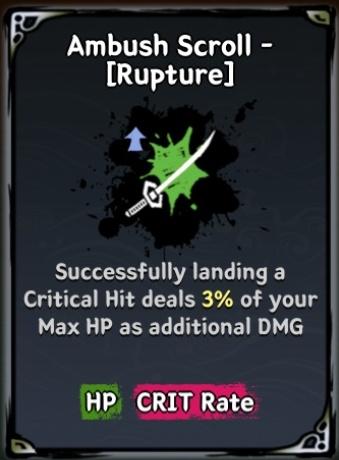 Ambush Scroll -
[Rupture]
Successfully landing a
Critical Hit deals 3% of your
Max HP as additional DMG
HP CRIT Rate